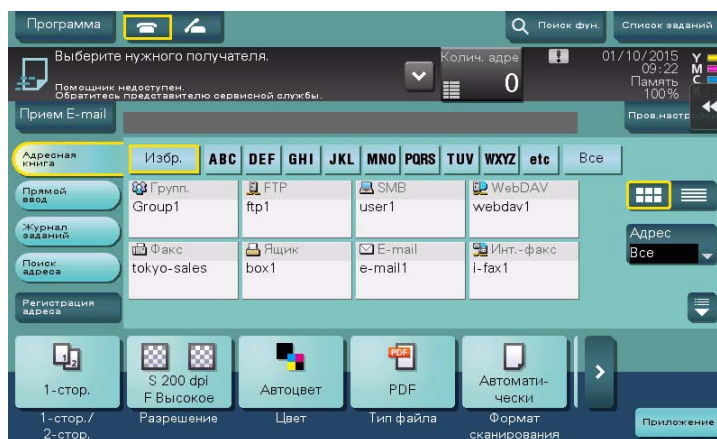 Программа
Поиск фун.
Список заданий
Выберите нужного получателя.
Помощник недоступен.
Обратитесь представителю сервисной службы.
Колич. адре
0
01/10/2015
09:22
Память
100%
Y
M
C
K
Прием E-mail
Пров.настр
Адресная
книга
Избр.
ABC
DEF
GHI
JKL
MNO
PQRS
TUV
WXYZ
etc
Все
Прямой
ввод
Журнал
заданий
Поиск
адреса
Регистрация
адреса
Групп.
Group1
FTP
ftp1
SMB
user1
WebDAV
webdav1
Факс
tokyo-sales
Ящик
box1
E-mail
e-mail1
Инт.-факс
i-fax1
Адрес
Все
1-стор.
1-стор./
2-стор.
S 200 dpi
F Высокое
Разрешение
Автоцвет
Цвет
PDF
PDF
Тип файла
Автомати-
чески
Формат
сканирования
Приложение